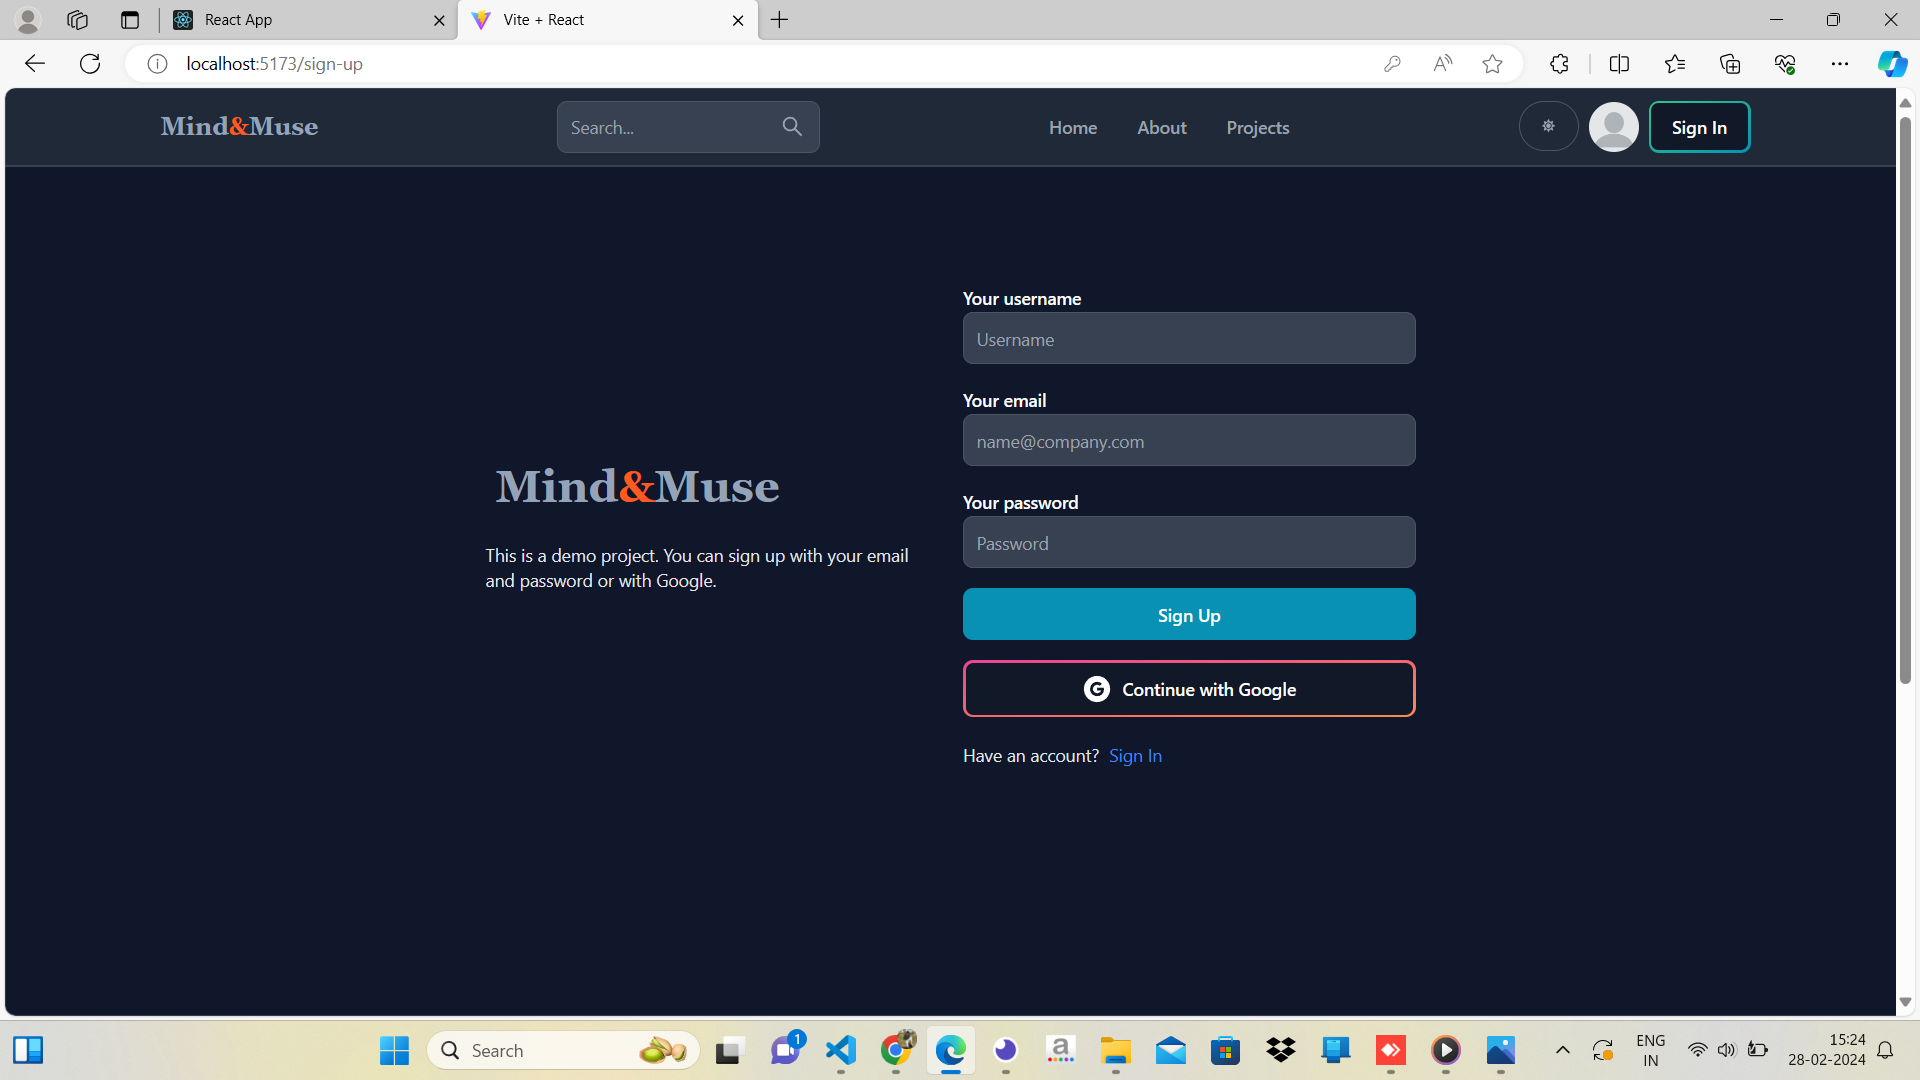 React App
Vite + React
localhost:5173/sign-up
Mind&Muse
Search...
Home
About
Projects
Sign In
Your username
Username
Your email
name@company.com
Mind&Muse
Your password
Password
This is a demo project. You can sign up with your email
and password or with Google.
Sign Up
G Continue with Google
Have an account? Sign In
Search
1
a
ENG
IN
15:24
28-02-2024